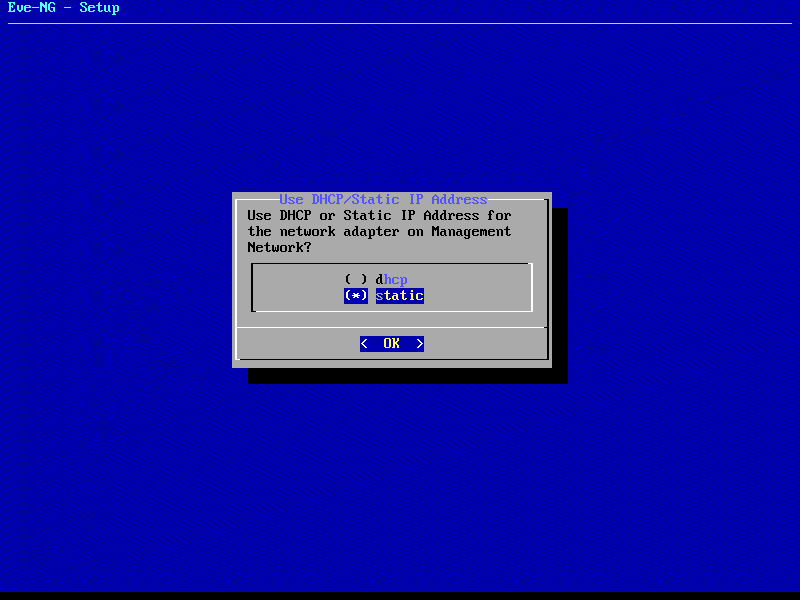 Eve-NG - Setup
Use DHCP/Static IP Address
Use DHCP or Static IP Address for
the network adapter on Management
Network?
( ) dhcp
(*) static
< OK >